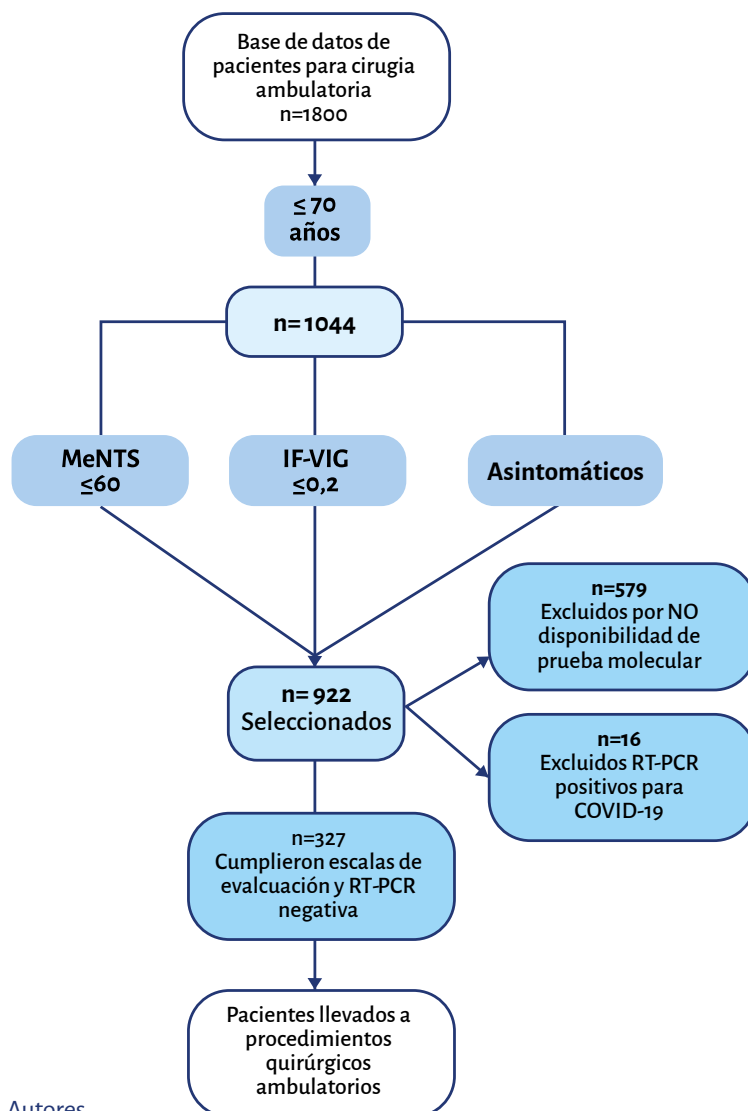 Base de datos de
pacientes para cirugia
ambulatoria
n=1800
≤ 70
años
n= 1044
MeNTS
≤60
IF-VIG
≤0,2
Asintomáticos
n=579
Excluidos por NO
disponibilidad de
prueba molecular
n= 922
Seleccionados
n=16
Excluidos RT-PCR
positivos para
COVID-19
n=327
Cumplieron escalas de
evalcuación y RT-PCR
negativa
Pacientes llevados a
procedimientos
quirúrgicos
ambulatorios
Autores